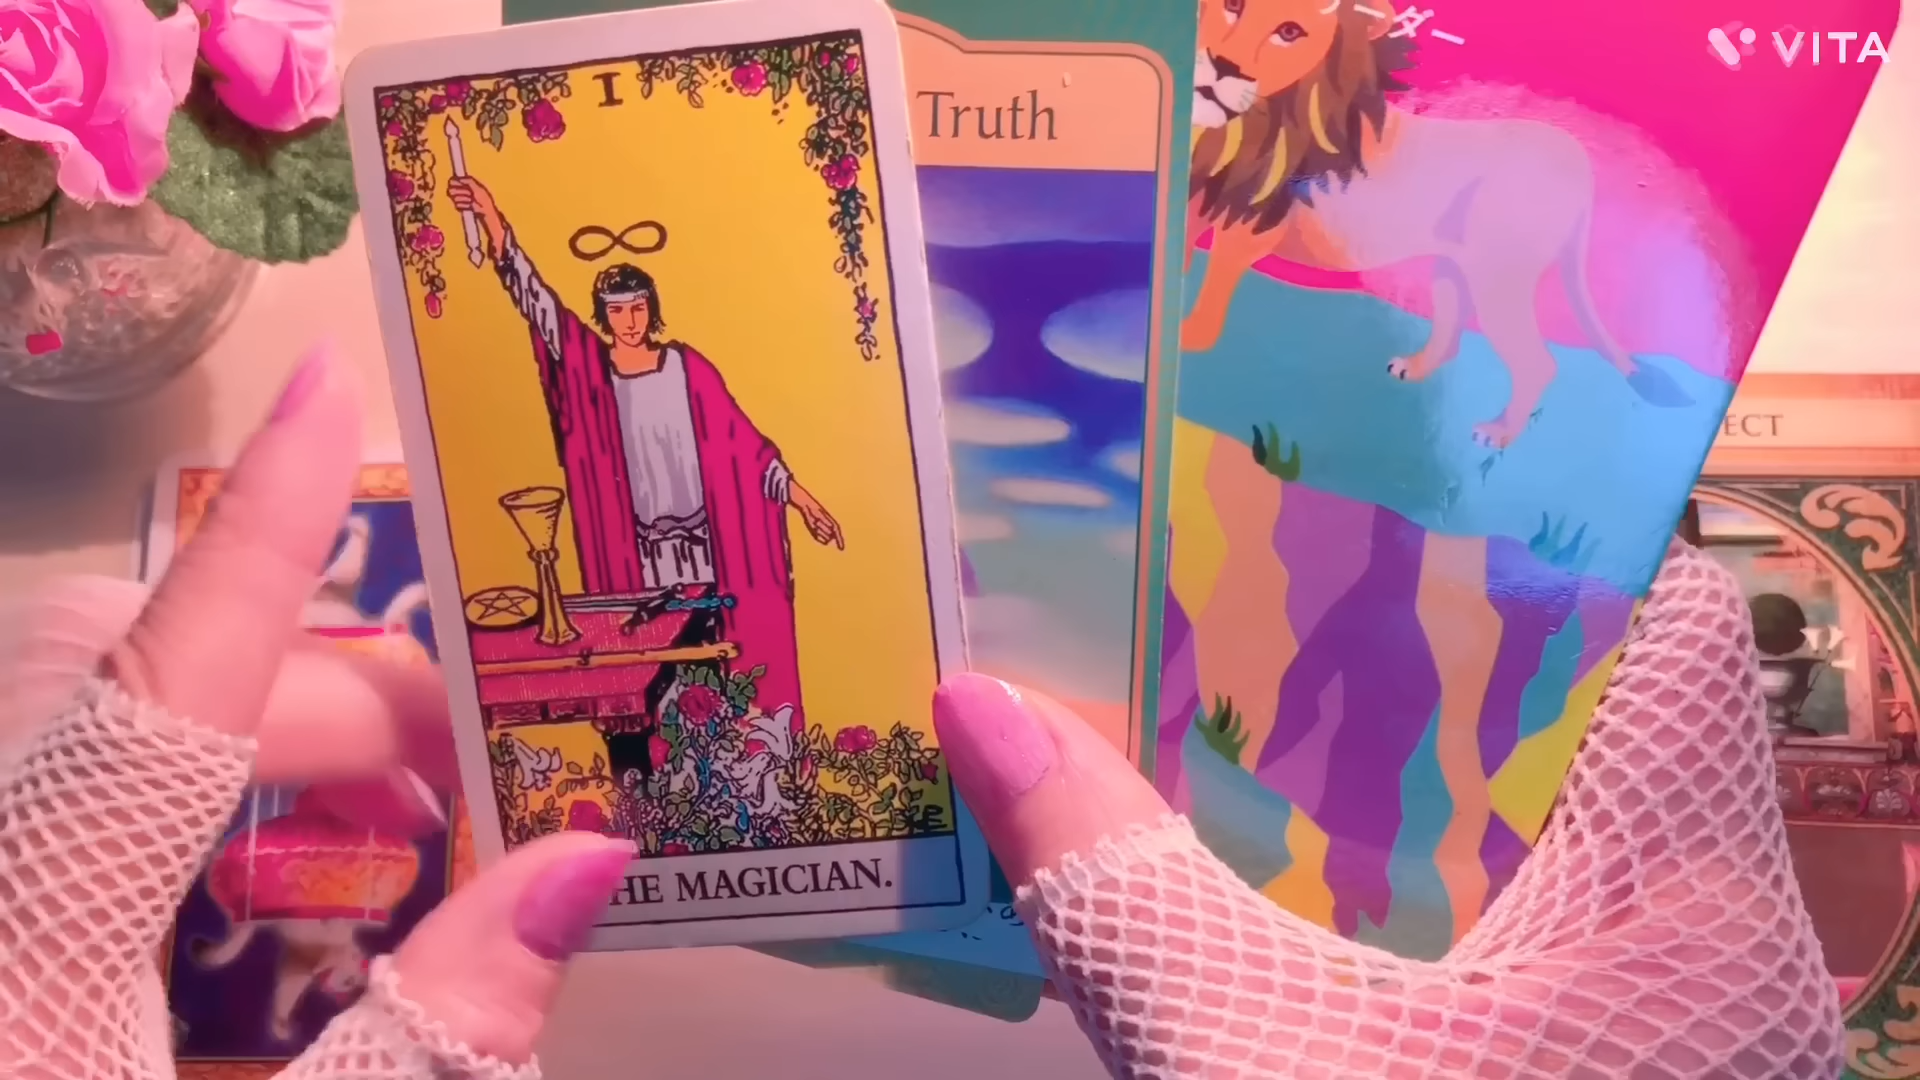 I
THE MAGICIAN.
Truth
ーダー
VITA
ECT